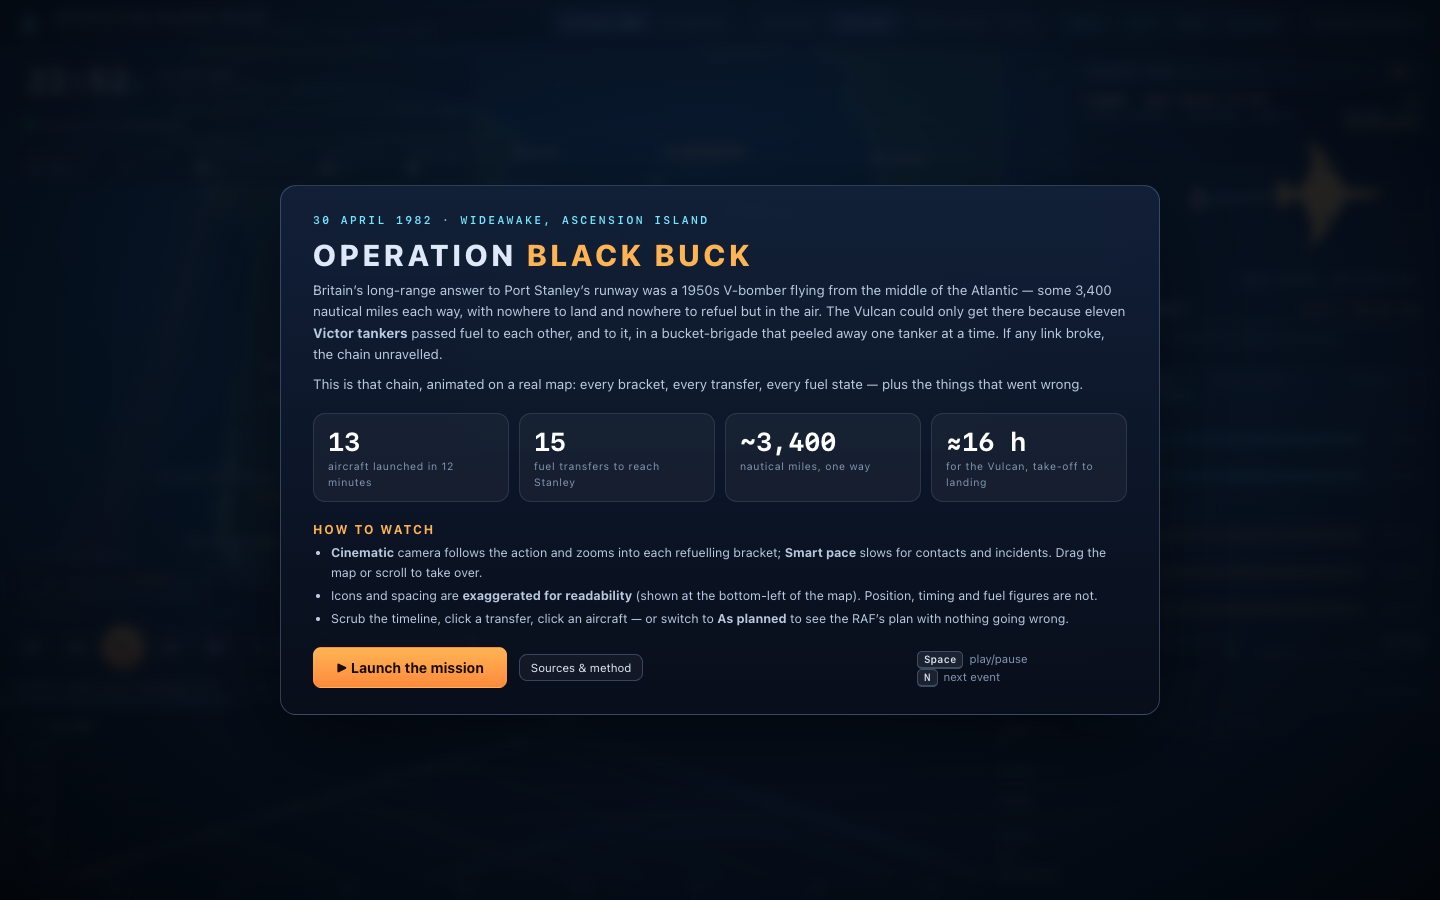 30 APRIL 1982 · WIDEAWAKE, ASCENSION ISLAND
OPERATION BLACK BUCK
Britain's long-range answer to Port Stanley's runway was a 1950s V-bomber flying from the middle of the Atlantic — some 3,400
nautical miles each way, with nowhere to land and nowhere to refuel but in the air. The Vulcan could only get there because eleven
Victor tankers passed fuel to each other, and to it, in a bucket-brigade that peeled away one tanker at a time. If any link broke,
the chain unravelled.
This is that chain, animated on a real map: every bracket, every transfer, every fuel state — plus the things that went wrong.
13
aircraft launched in 12
minutes
15
fuel transfers to reach
Stanley
~3,400
nautical miles, one way
≈16 h
for the Vulcan, take-off to
landing
HOW TO WATCH
• Cinematic camera follows the action and zooms into each refuelling bracket; Smart pace slows for contacts and incidents. Drag the
map or scroll to take over.
• Icons and spacing are exaggerated for readability (shown at the bottom-left of the map). Position, timing and fuel figures are not.
• Scrub the timeline, click a transfer, click an aircraft — or switch to As planned to see the RAF's plan with nothing going wrong.
▶ Launch the mission
Sources & method
Space play/pause
N next event